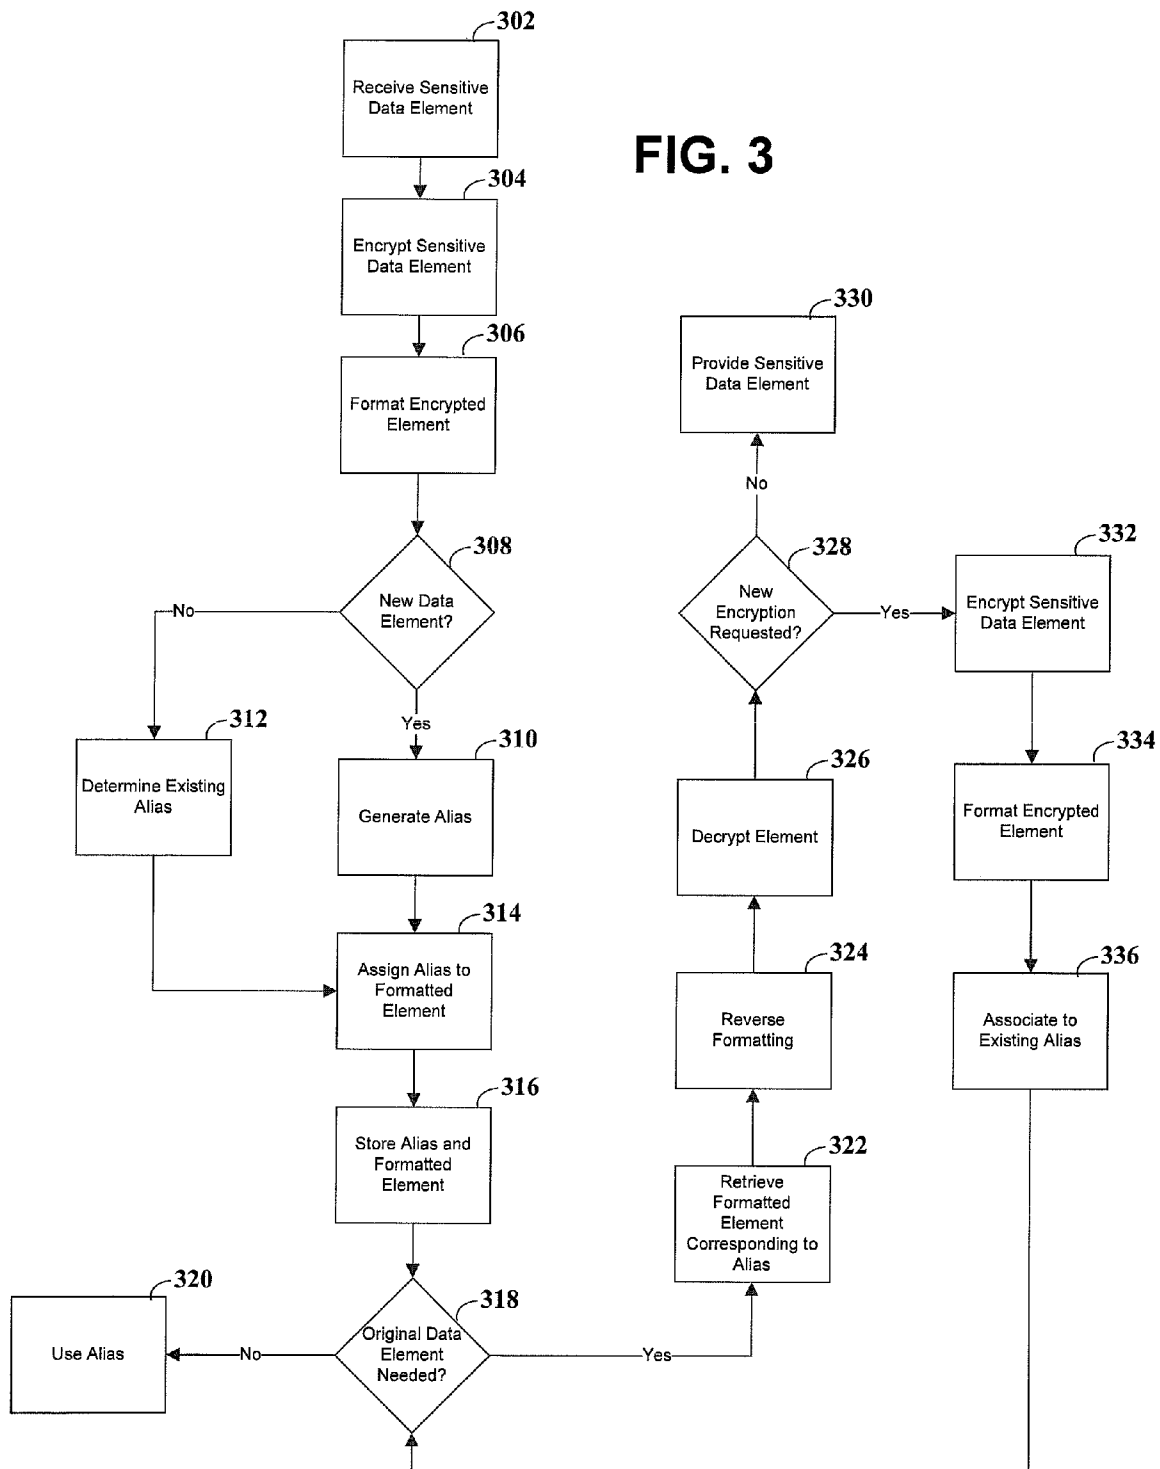 302
Receive Sensitive
Data Element
FIG. 3
304
Encrypt Sensitive
Data Element
306
Format Encrypted
Element
308
New Data
Element?
No
Yes
312
Determine Existing
Alias
310
Generate Alias
314
Assign Alias to
Formatted
Element
316
Store Alias and
Formatted
Element
318
Original Data
Element
Needed?
No
320
Use Alias
Yes
322
Retrieve
Formatted
Element
Corresponding to
Alias
324
Reverse
Formatting
326
Decrypt Element
328
New
Encryption
Requested?
No
330
Provide Sensitive
Data Element
Yes
332
Encrypt Sensitive
Data Element
334
Format Encrypted
Element
336
Associate to
Existing Alias